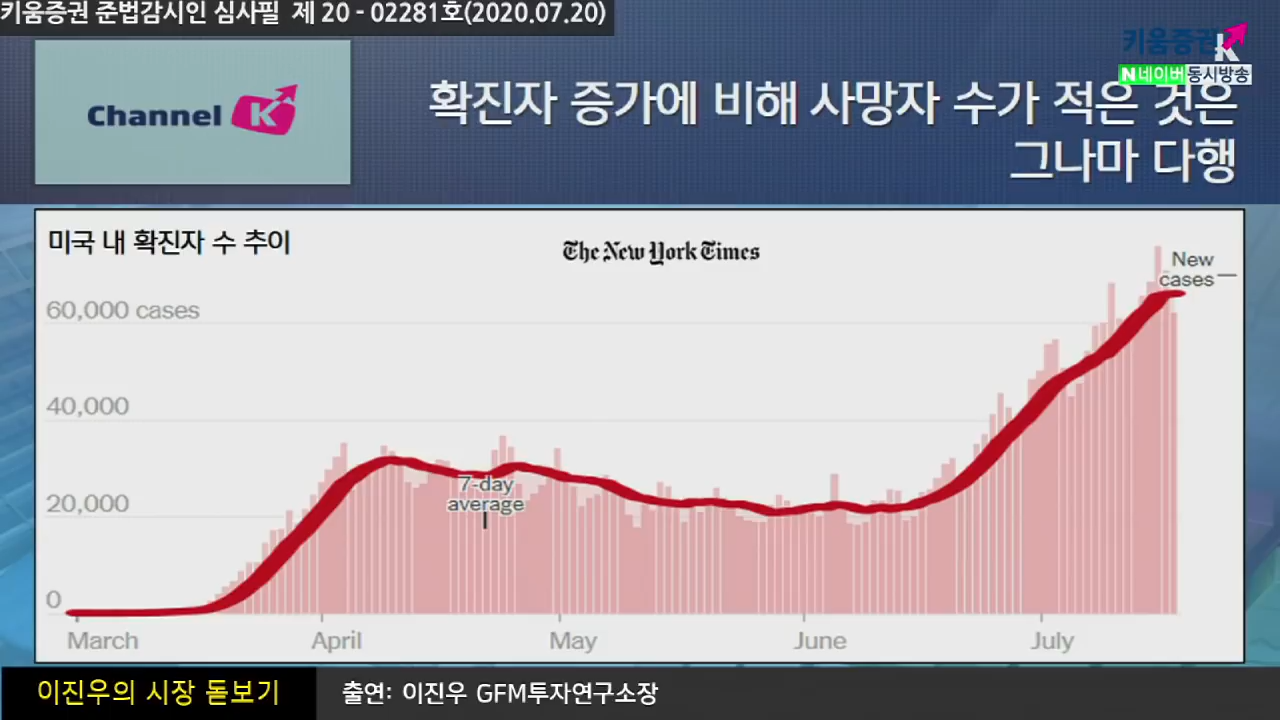 키움증권 준법감시인 심사필 제 20 - 02281호(2020.07.20)
키움증권
N네이버 동시방송
Channel K
확진자 증가에 비해 사망자 수가 적은 것은
그나마 다행
미국 내 확진자 수 추이
The New York Times
New
cases
60,000 cases
40,000
20,000
0
7-day
average
March April May June July
이진우의 시장 돋보기
출연: 이진우 GFM투자연구소장